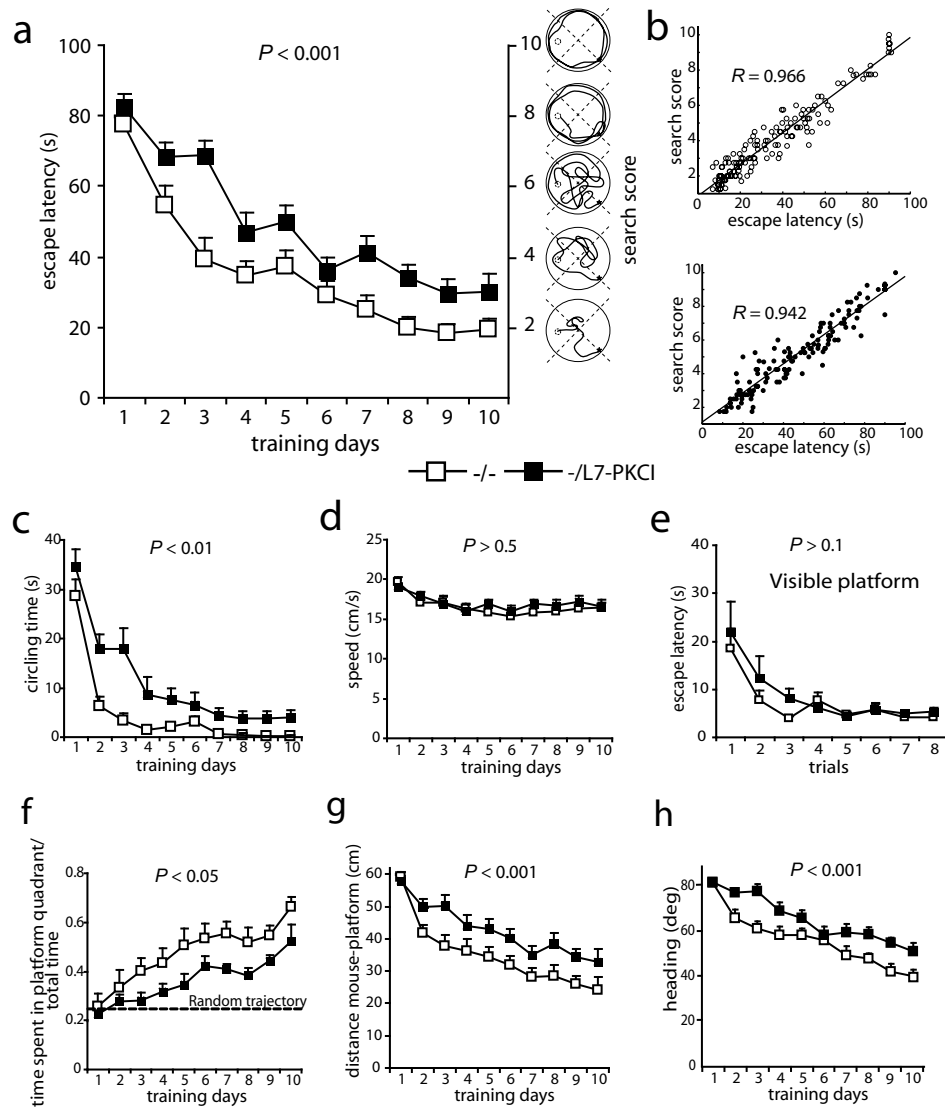 a
P < 0.001
escape latency (s)
100
80
60
40
20
0
1 2 3 4 5 6 7 8 9 10
training days
10
8
6
4
2
search score
b
R = 0.966
search score
10
8
6
4
2
0 20 40 60 80 100
escape latency (s)
R = 0.942
search score
10
8
6
4
2
0 20 40 60 80 100
escape latency (s)
-/- -/L7-PKCI
c
P < 0.01
circling time (s)
40
30
20
10
0
1 2 3 4 5 6 7 8 9 10
training days
d
P > 0.5
speed (cm/s)
25
20
15
10
5
0
1 2 3 4 5 6 7 8 9 10
training days
e
P > 0.1
Visible platform
escape latency (s)
40
30
20
10
0
1 2 3 4 5 6 7 8
trials
f
P < 0.05
time spent in platform quadrant/
total time
0.8
0.6
0.4
0.2
0
Random trajectory
1 2 3 4 5 6 7 8 9 10
training days
g
P < 0.001
distance mouse-platform (cm)
60
50
40
30
20
10
0
1 2 3 4 5 6 7 8 9 10
training days
h
P < 0.001
heading (deg)
80
60
40
20
0
1 2 3 4 5 6 7 8 9 10
training days